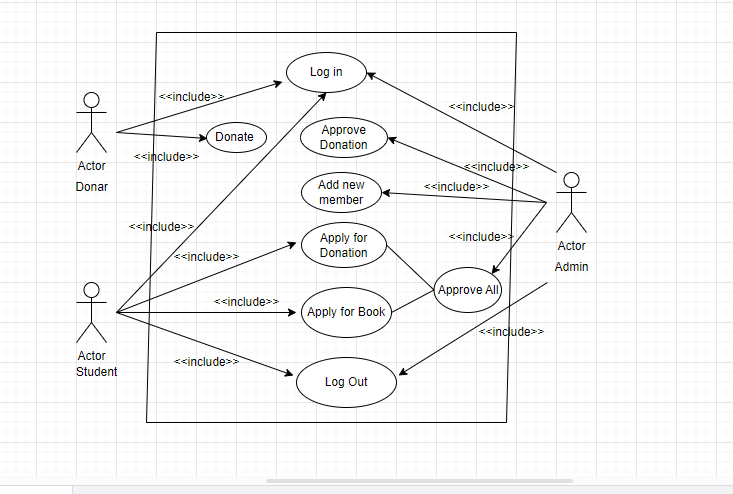 Log in
<<include>>
<<include>>
Donate
Approve
Donation
<<include>>
<<include>>
Actor
Donar
Add new
member
<<include>>
<<include>>
<<include>>
Apply for
Donation
<<include>>
Actor
Admin
<<include>>
Apply for Book
Approve All
<<include>>
Actor
Student
<<include>>
Log Out